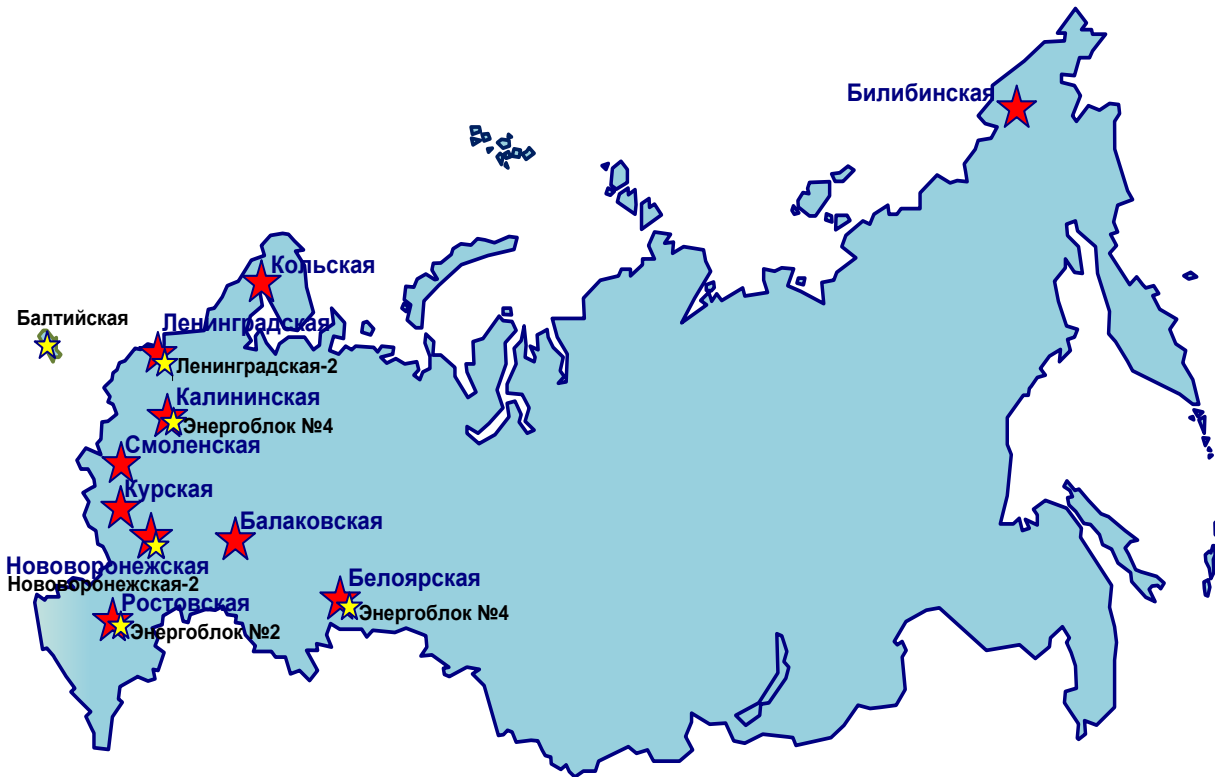 Билибинская
Кольская
Балтийская
Ленинградская
Ленинградская-2
Калининская
Энергоблок №4
Смоленская
Курская
Балаковская
Нововоронежская
Нововоронежская-2
Белоярская
Ростовская
Энергоблок №4
Энергоблок №2